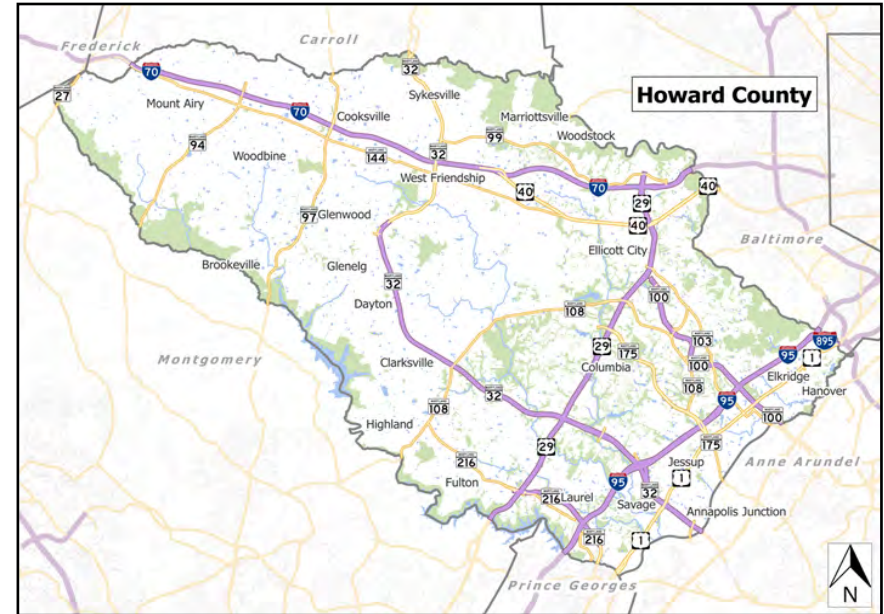 Frederick
Carroll
70
32
27
Mount Airy
70
Sykesville
Howard County
Cooksville
Marriottsville
94
99
Woodstock
Woodbine
144
32
West Friendship
40
70
29
40
97
Glenwood
40
Ellicott City
Baltimore
Brookeville
Glenelg
32
100
Dayton
108
103
895
29
175
95
1
Montgomery
Clarksville
Columbia
100
Elkridge
32
108
Hanover
108
95
100
Highland
29
175
216
Jessup
Anne Arundel
Fulton
95
1
216
Laurel
32
Savage
Annapolis Junction
216
1
Prince Georges
N